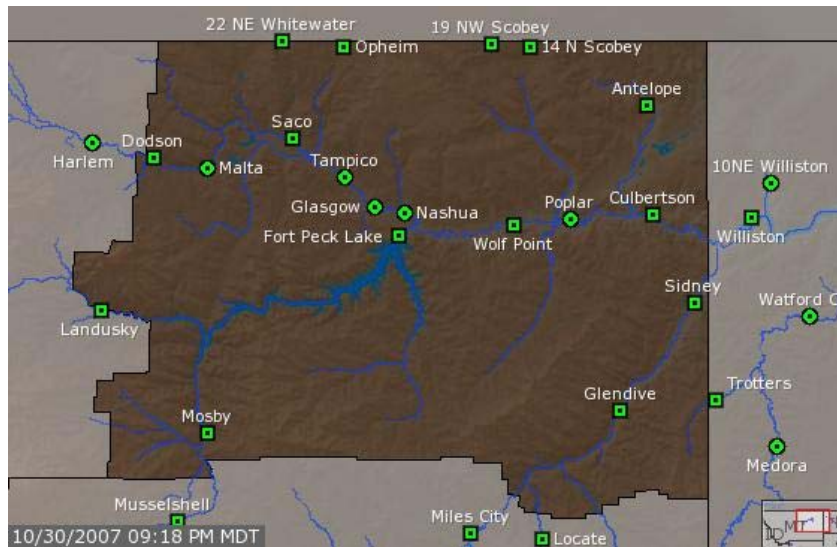 22 NE Whitewater
Opheim
19 NW Scobey
14 N Scobey
Antelope
Saco
Dodson
Harlem
Malta
Tampico
10NE Williston
Glasgow
Nashua
Poplar
Culbertson
Fort Peck Lake
Wolf Point
Williston
Sidney
Landusky
Watford C
Trotters
Glendive
Mosby
Medora
Musselshell
Miles City
Locate
10/30/2007 09:18 PM MDT
MT
ID